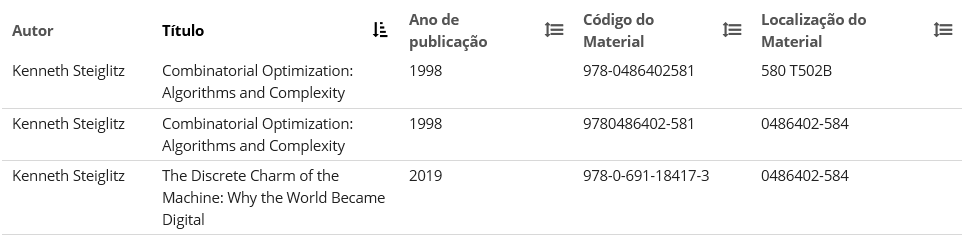 Autor Título Ano de publicação Código do Material Localização do Material
Kenneth Steiglitz Combinatorial Optimization: Algorithms and Complexity 1998 978-0486402581 580 T502B
Kenneth Steiglitz Combinatorial Optimization: Algorithms and Complexity 1998 9780486402-581 0486402-584
Kenneth Steiglitz The Discrete Charm of the Machine: Why the World Became Digital 2019 978-0-691-18417-3 0486402-584